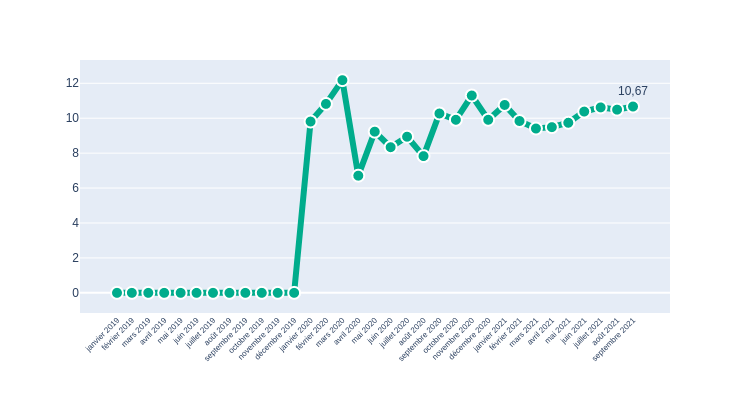 12
10
8
6
4
2
0
10,67
janvier 2019
février 2019
mars 2019
avril 2019
mai 2019
juin 2019
juillet 2019
août 2019
septembre 2019
octobre 2019
novembre 2019
décembre 2019
janvier 2020
février 2020
mars 2020
avril 2020
mai 2020
juin 2020
juillet 2020
août 2020
septembre 2020
octobre 2020
novembre 2020
décembre 2020
janvier 2021
février 2021
mars 2021
avril 2021
mai 2021
juin 2021
juillet 2021
août 2021
septembre 2021